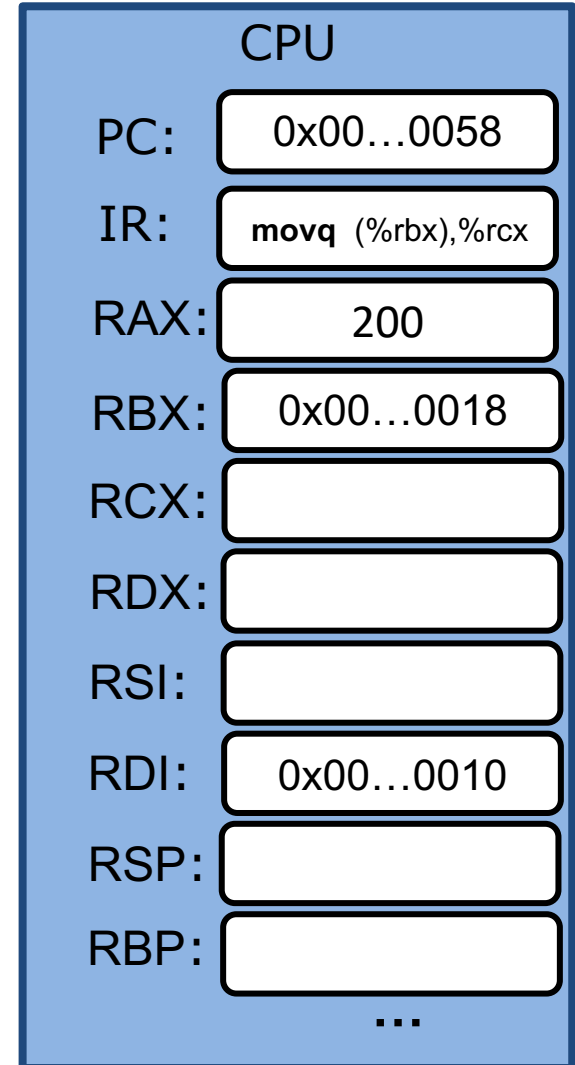 CPU
PC: 0x00...0058
IR: movq (%rbx),%rcx
RAX: 200
RBX: 0x00...0018
RCX:
RDX:
RSI:
RDI: 0x00...0010
RSP:
RBP:
...